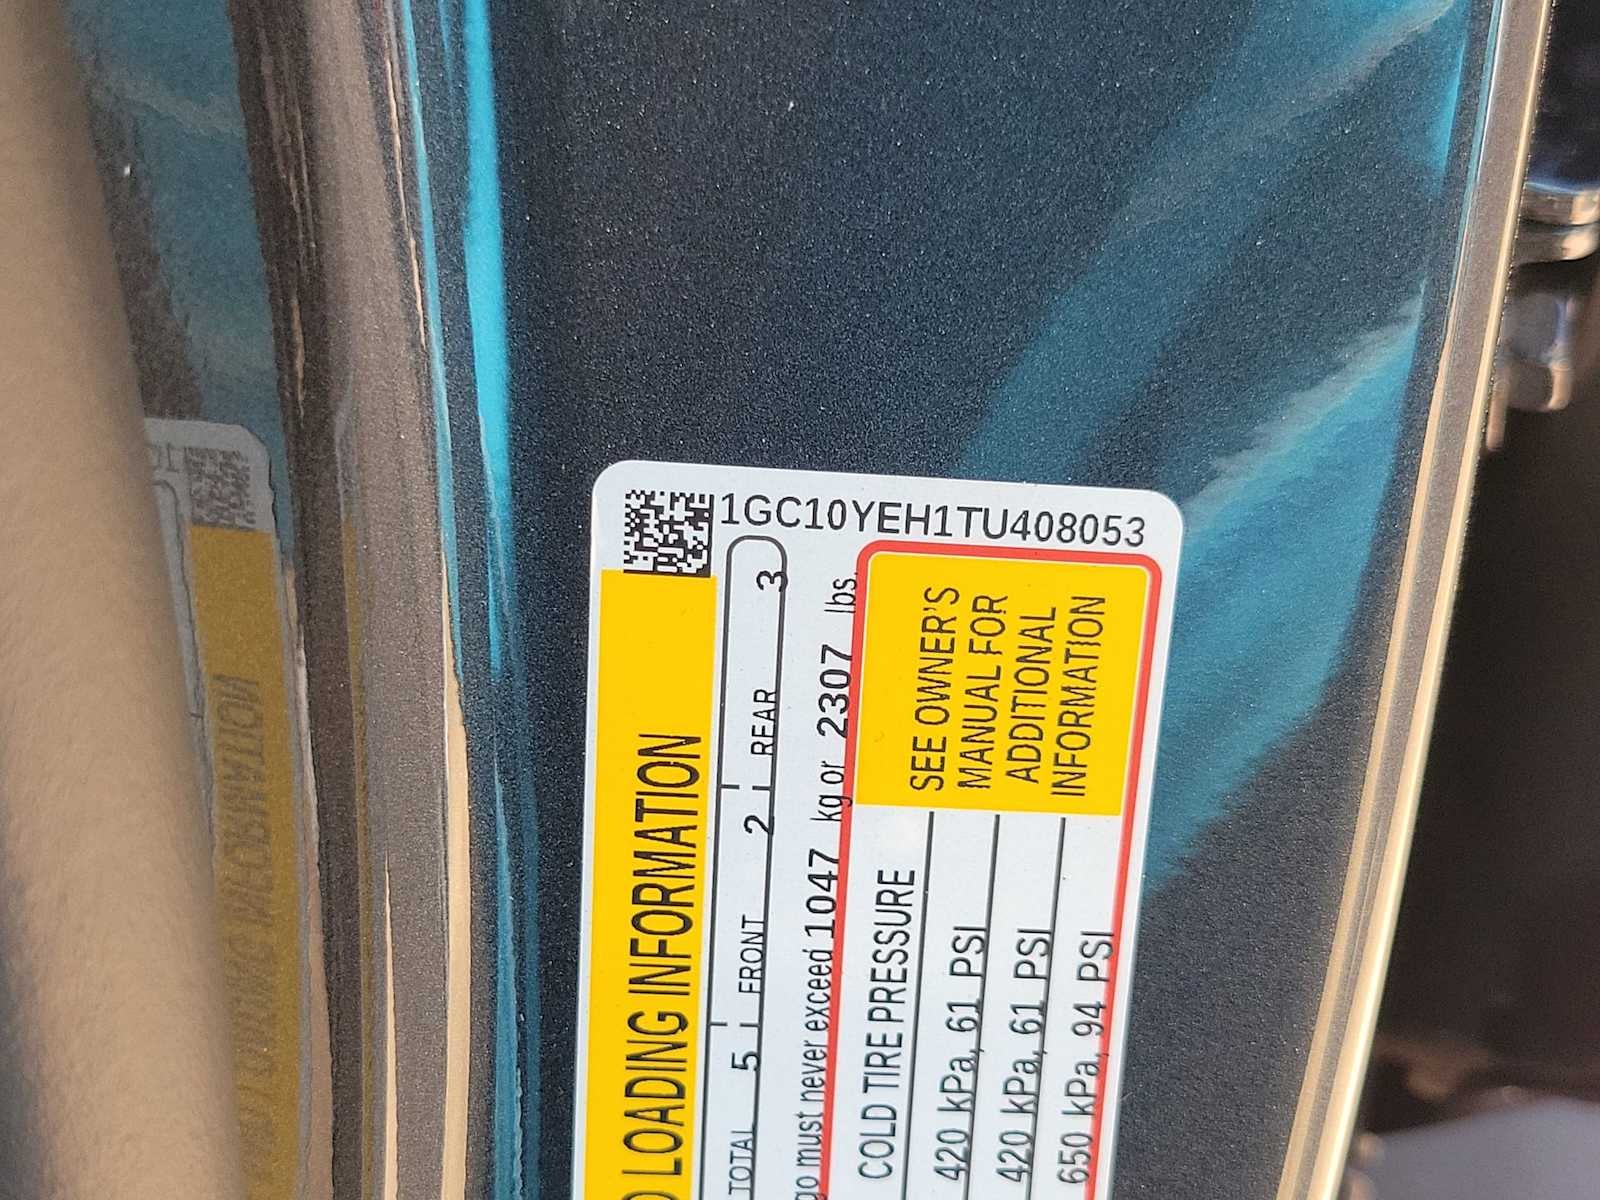 1GC10YEH1TU408053
LOADING INFORMATION
TOTAL 5 FRONT 2 REAR 3
must never exceed 1047 kg or 2307 lbs.
COLD TIRE PRESSURE
420 kPa, 61 PSI
420 kPa, 61 PSI
650 kPa, 94 PSI
SEE OWNER'S
MANUAL FOR
ADDITIONAL
INFORMATION